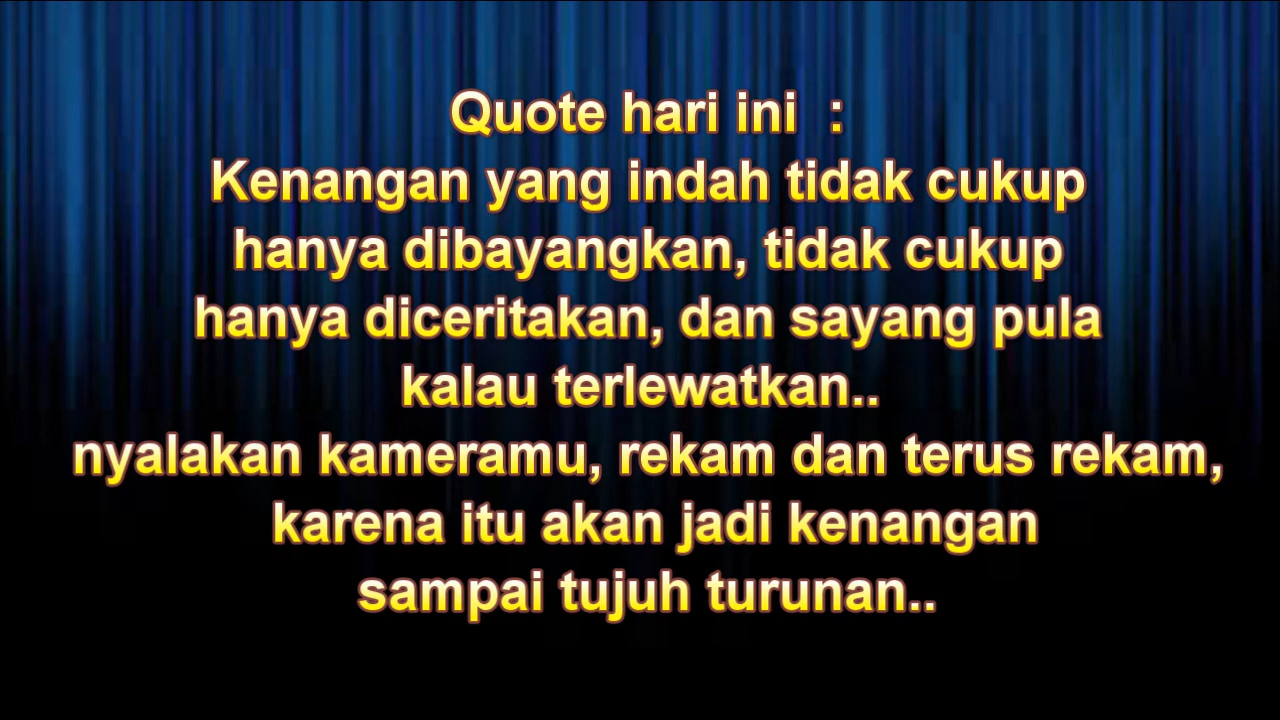 Quote hari ini  :
Kenangan yang indah tidak cukup
hanya dibayangkan, tidak cukup
hanya diceritakan, dan sayang pula
kalau terlewatkan..
nyalakan kameramu, rekam dan terus rekam,
karena itu akan jadi kenangan
sampai tujuh turunan..